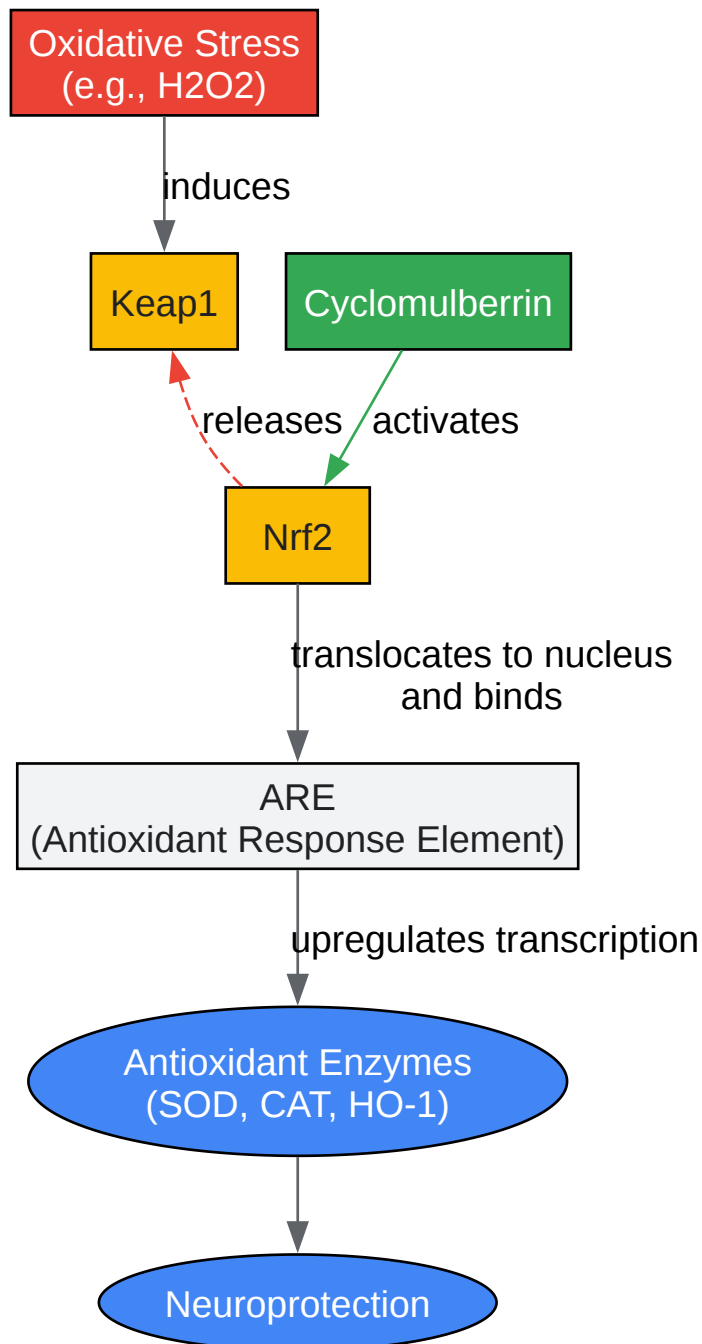 Oxidative Stress
(e.g., H2O2)
induces
Keap1
Cyclomulberrin
releases
activates
Nrf2
translocates to nucleus
and binds
ARE
(Antioxidant Response Element)
upregulates transcription
Antioxidant Enzymes
(SOD, CAT, HO-1)
Neuroprotection